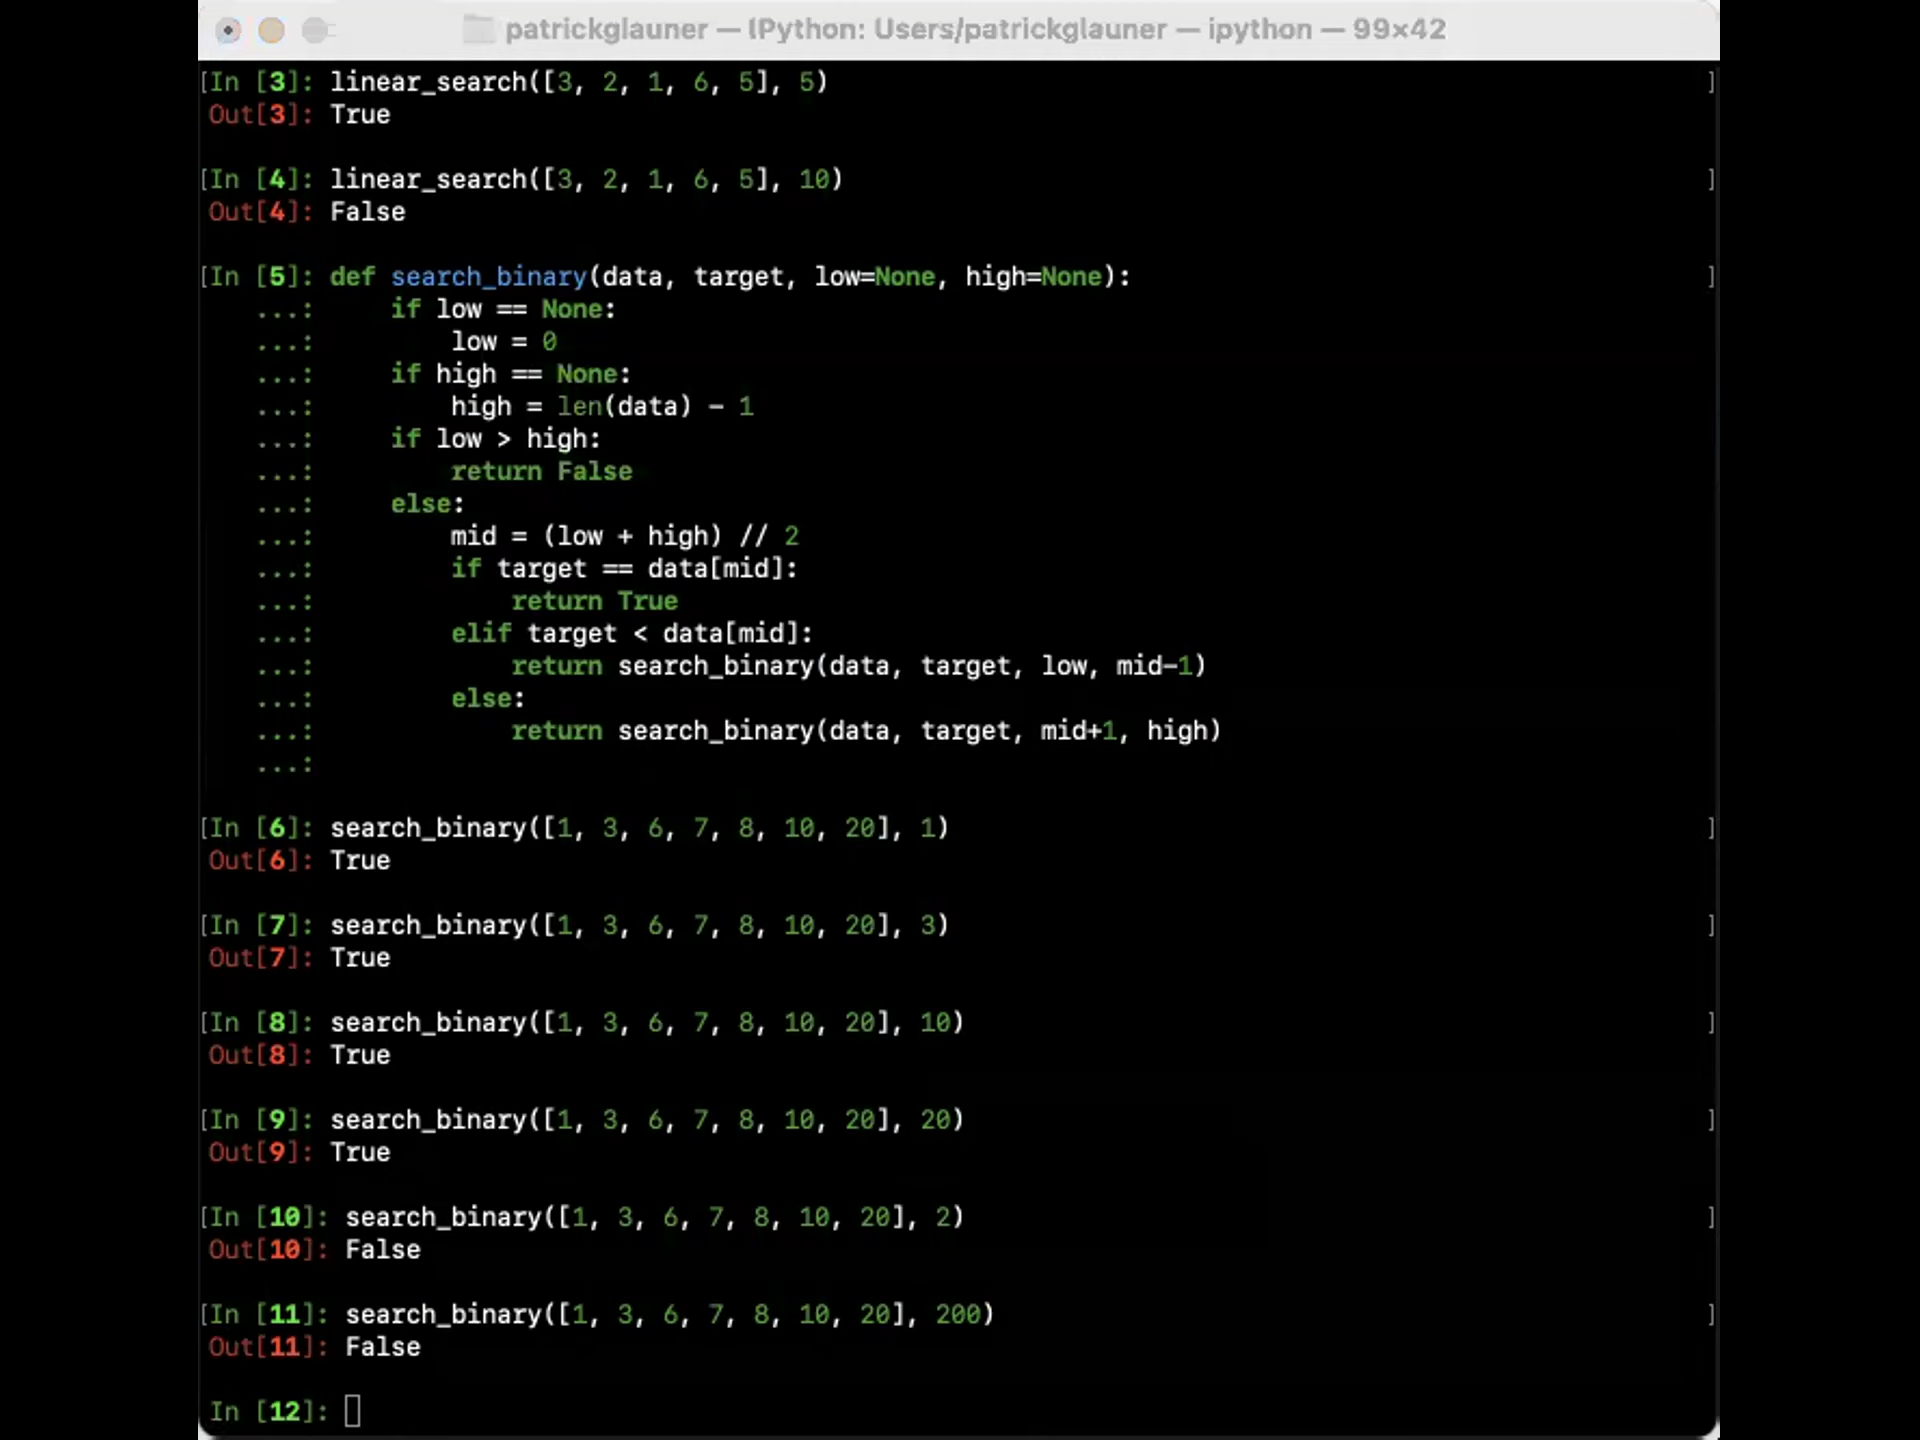 patrickglauner — IPython: Users/patrickglauner — ipython — 99×42
[In [3]: linear_search([3, 2, 1, 6, 5], 5) ]
Out[3]: True
[In [4]: linear_search([3, 2, 1, 6, 5], 10) ]
Out[4]: False
[In [5]: def search_binary(data, target, low=None, high=None): ]
   ...:     if low == None:
   ...:         low = 0
   ...:     if high == None:
   ...:         high = len(data) - 1
   ...:     if low > high:
   ...:         return False
   ...:     else:
   ...:         mid = (low + high) // 2
   ...:         if target == data[mid]:
   ...:             return True
   ...:         elif target < data[mid]:
   ...:             return search_binary(data, target, low, mid-1)
   ...:         else:
   ...:             return search_binary(data, target, mid+1, high)
   ...:
[In [6]: search_binary([1, 3, 6, 7, 8, 10, 20], 1) ]
Out[6]: True
[In [7]: search_binary([1, 3, 6, 7, 8, 10, 20], 3) ]
Out[7]: True
[In [8]: search_binary([1, 3, 6, 7, 8, 10, 20], 10) ]
Out[8]: True
[In [9]: search_binary([1, 3, 6, 7, 8, 10, 20], 20) ]
Out[9]: True
[In [10]: search_binary([1, 3, 6, 7, 8, 10, 20], 2) ]
Out[10]: False
[In [11]: search_binary([1, 3, 6, 7, 8, 10, 20], 200) ]
Out[11]: False
In [12]: